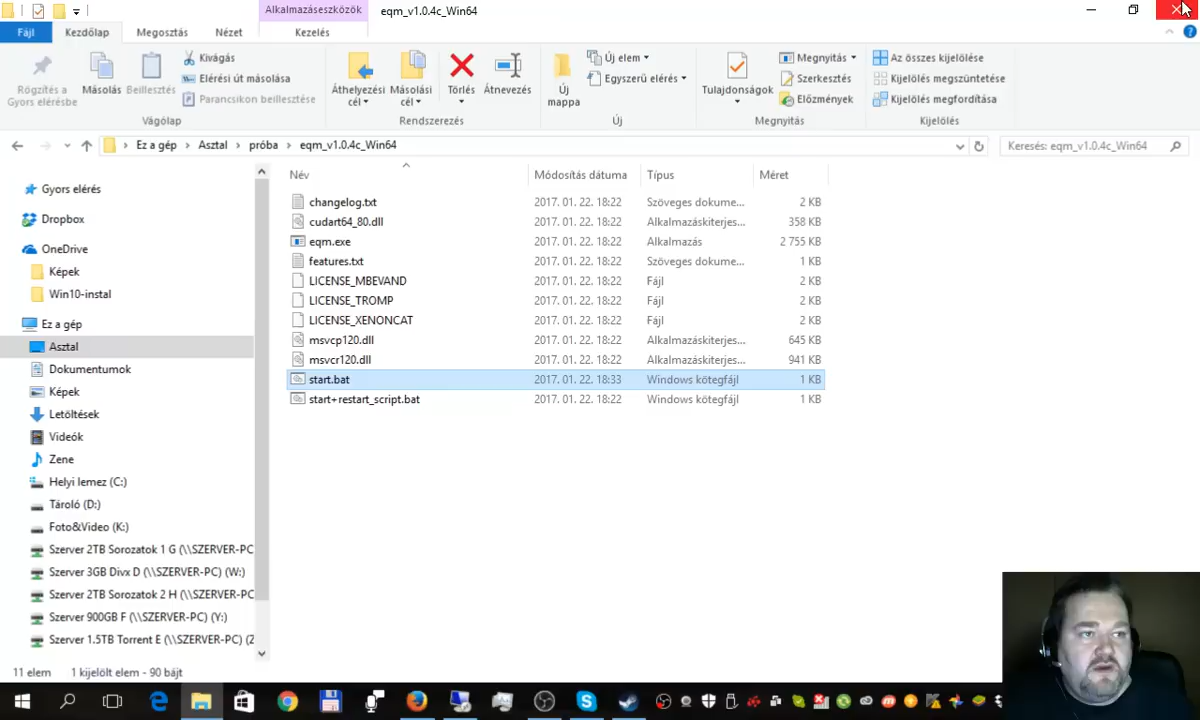 Alkalmazáseszközök
eqm_v1.0.4c_Win64
Fájl
Kezdőlap
Megosztás
Nézet
Kezelés
Rögzítés a Gyors elérésbe
Másolás
Beillesztés
Kivágás
Elérési út másolása
Parancsikon beillesztése
Vágólap
Áthelyezési cél
Másolási cél
Törlés
Átnevezés
Rendszerezés
Új mappa
Új elem
Egyszerű elérés
Új
Tulajdonságok
Megnyitás
Szerkesztés
Előzmények
Megnyitás
Az összes kijelölése
Kijelölés megszüntetése
Kijelölés megfordítása
Kijelölés
Ez a gép › Asztal › próba › eqm_v1.0.4c_Win64
Keresés: eqm_v1.0.4c_Win64
Gyors elérés
Dropbox
OneDrive
Képek
Win10-instal
Ez a gép
Asztal
Dokumentumok
Képek
Letöltések
Videók
Zene
Helyi lemez (C:)
Tároló (D:)
Foto&Video (K:)
Szerver 2TB Sorozatok 1 G (\\SZERVER-PC
Szerver 3GB Divx D (\\SZERVER-PC) (W:)
Szerver 2TB Sorozatok 2 H (\\SZERVER-PC
Szerver 900GB F (\\SZERVER-PC) (Y:)
Szerver 1.5TB Torrent E (\\SZERVER-PC) (Z
Név Módosítás dátuma Típus Méret
changelog.txt 2017. 01. 22. 18:22 Szöveges dokume... 2 KB
cudart64_80.dll 2017. 01. 22. 18:22 Alkalmazáskiterjes... 358 KB
eqm.exe 2017. 01. 22. 18:22 Alkalmazás 2 755 KB
features.txt 2017. 01. 22. 18:22 Szöveges dokume... 1 KB
LICENSE_MBEVAND 2017. 01. 22. 18:22 Fájl 2 KB
LICENSE_TROMP 2017. 01. 22. 18:22 Fájl 2 KB
LICENSE_XENONCAT 2017. 01. 22. 18:22 Fájl 2 KB
msvcp120.dll 2017. 01. 22. 18:22 Alkalmazáskiterjes... 645 KB
msvcr120.dll 2017. 01. 22. 18:22 Alkalmazáskiterjes... 941 KB
start.bat 2017. 01. 22. 18:33 Windows kötegfájl 1 KB
start+restart_script.bat 2017. 01. 22. 18:22 Windows kötegfájl 1 KB
11 elem 1 kijelölt elem - 90 bájt